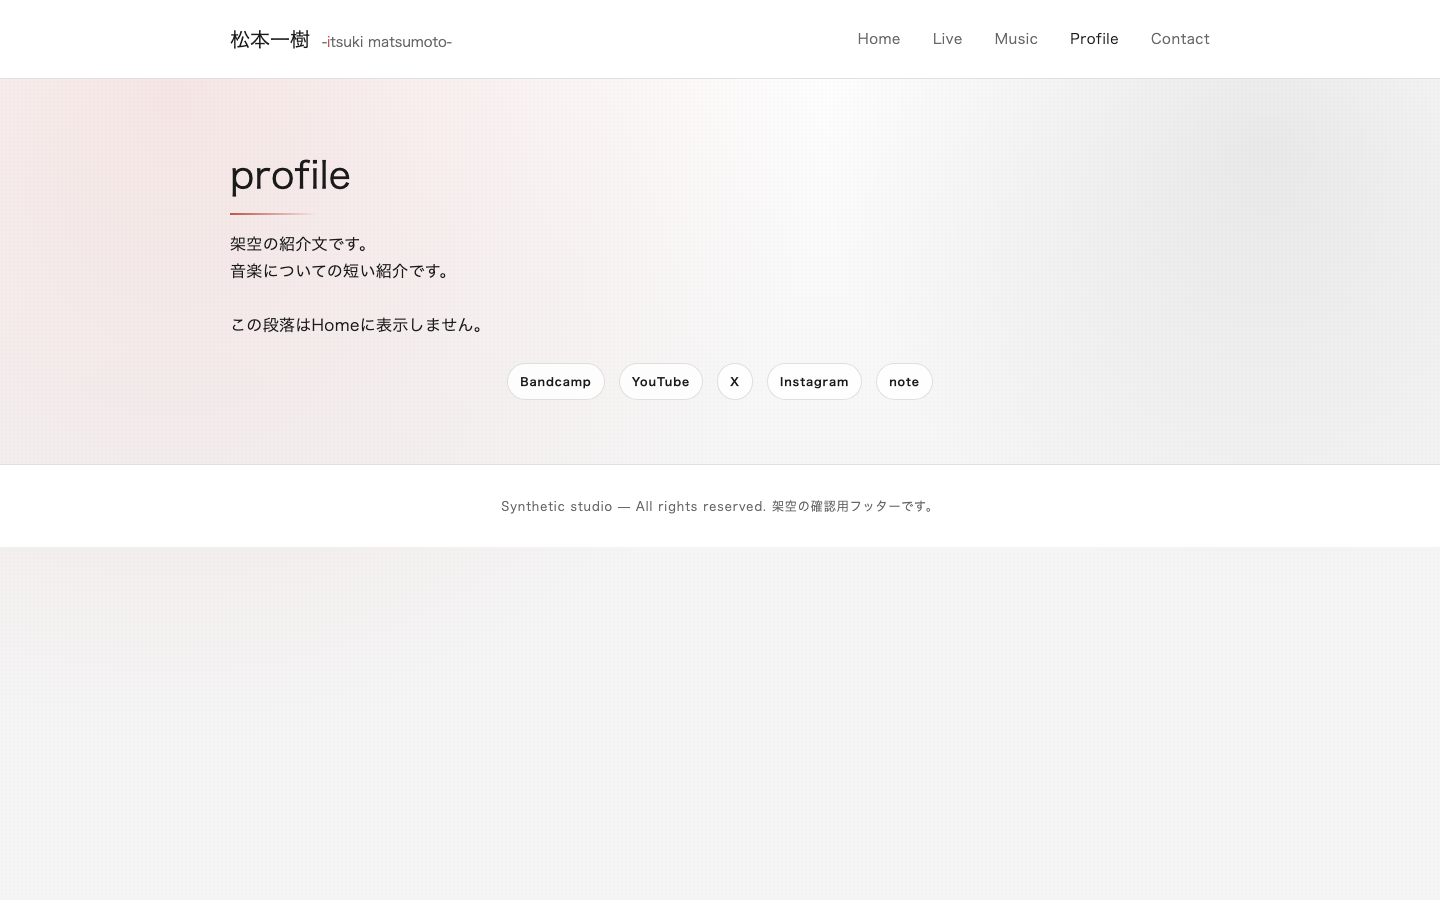 松本一樹 -itsuki matsumoto-
Home Live Music Profile Contact
profile
架空の紹介文です。
音楽についての短い紹介です。
この段落はHomeに表示しません。
Bandcamp YouTube X Instagram note
Synthetic studio — All rights reserved. 架空の確認用フッターです。